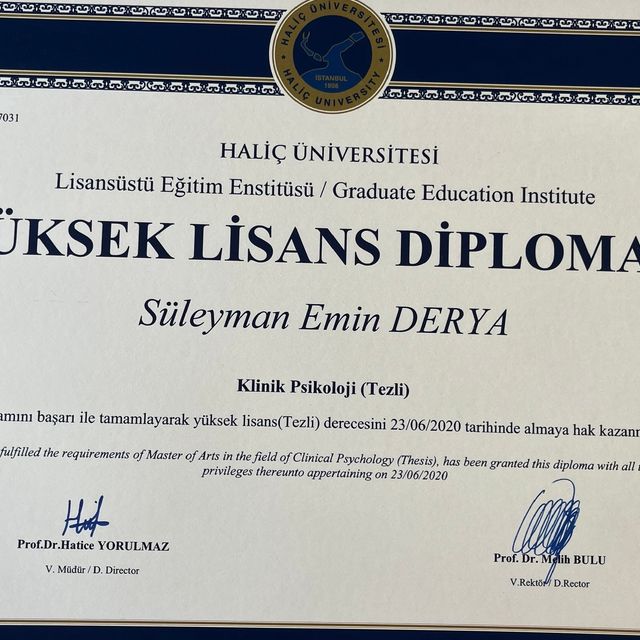 HALİÇ ÜNİVERSİTESİ
İSTANBUL
1998
HALİÇ UNIVERSITY
7031
HALİÇ ÜNİVERSİTESİ
Lisansüstü Eğitim Enstitüsü / Graduate Education Institute
ÜKSEK LİSANS DİPLOMA
Süleyman Emin DERYA
Klinik Psikoloji (Tezli)
amını başarı ile tamamlayarak yüksek lisans(Tezli) derecesini 23/06/2020 tarihinde almaya hak kazanm
fulfilled the requirements of Master of Arts in the field of Clinical Psychology (Thesis), has been granted this diploma with all
privileges thereunto appertaining on 23/06/2020
Prof.Dr.Hatice YORULMAZ
V. Müdür / D. Director
Prof. Dr. Melih BULU
V.Rektör / D.Rector